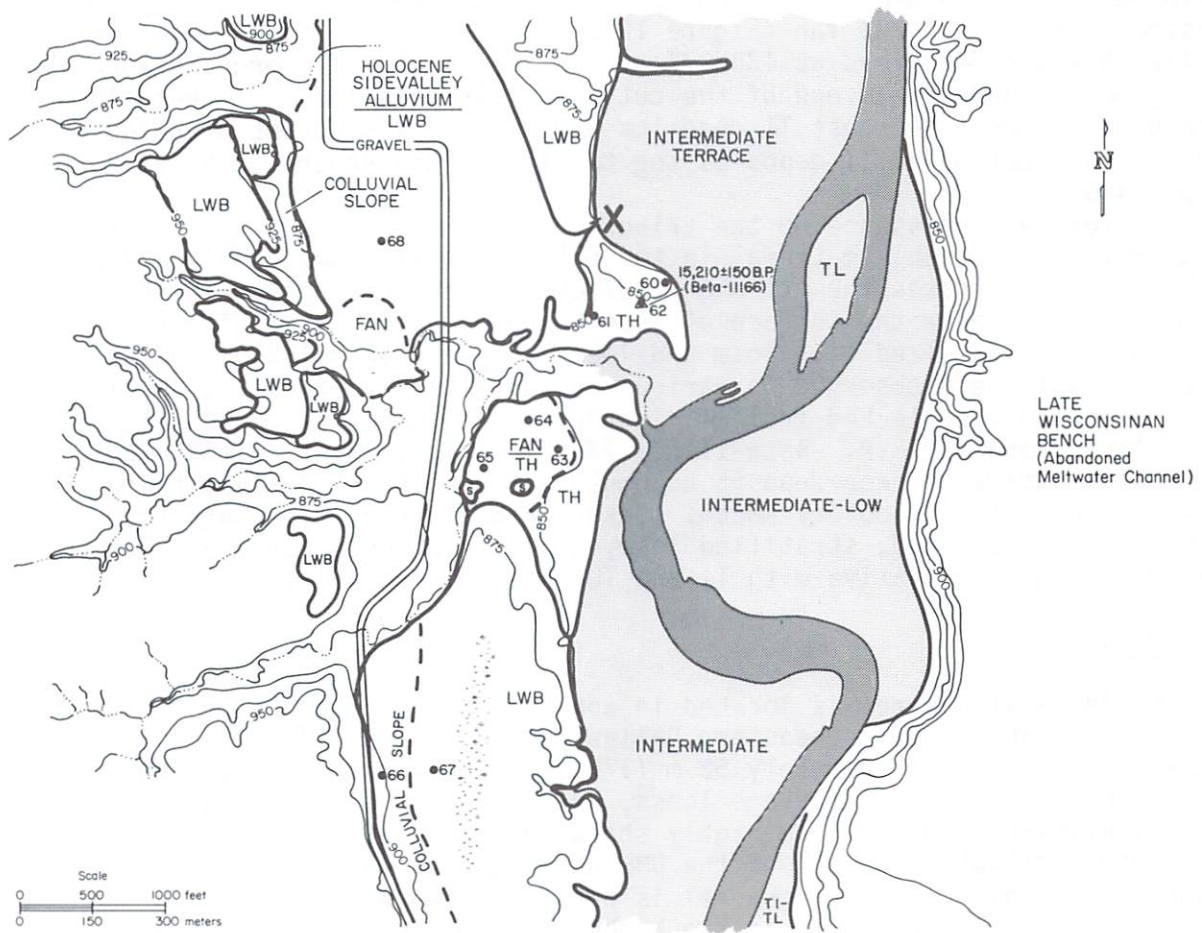 LWB
900
875
925
875
HOLOCENE
SIDEVALLEY
ALLUVIUM
LWB
875
875
LWB
INTERMEDIATE
TERRACE
N
GRAVEL
LWB
COLLUVIAL
SLOPE
LWB
950
925
875
68
X
850
TL
15,210±150 B.P.
(Beta-11166)
60
850
62
850
61
TH
FAN
900
925
950
LWB
LWB
64
FAN
TH
63
65
S
S
TH
850
LATE
WISCONSINAN
BENCH
(Abandoned
Meltwater Channel)
INTERMEDIATE-LOW
875
900
LWB
875
900
950
LWB
INTERMEDIATE
COLLUVIAL SLOPE
66
67
900
Scale
0 500 1000 feet
0 150 300 meters
TI-
TL